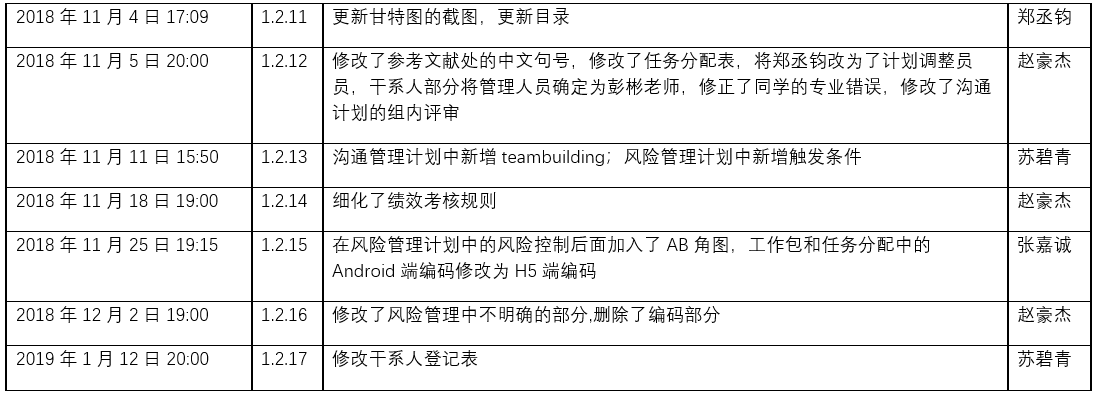 2018 年 11 月 4 日 17:09 1.2.11 更新甘特图的截图，更新目录 郑丞钧
2018 年 11 月 5 日 20:00 1.2.12 修改了参考文献处的中文句号，修改了任务分配表，将郑丞钧改为了计划调整员 赵豪杰
员，干系人部分将管理人员确定为彭彬老师，修正了同学的专业错误，修改了沟通
计划的组内评审
2018 年 11 月 11 日 15:50 1.2.13 沟通管理计划中新增 teambuilding；风险管理计划中新增触发条件 苏碧青
2018 年 11 月 18 日 19:00 1.2.14 细化了绩效考核规则 赵豪杰
2018 年 11 月 25 日 19:15 1.2.15 在风险管理计划中的风险控制后面加入了 AB 角图，工作包和任务分配中的 张嘉诚
Android 端编码修改为 H5 端编码
2018 年 12 月 2 日 19:00 1.2.16 修改了风险管理中不明确的部分,删除了编码部分 赵豪杰
2019 年 1 月 12 日 20:00 1.2.17 修改干系人登记表 苏碧青